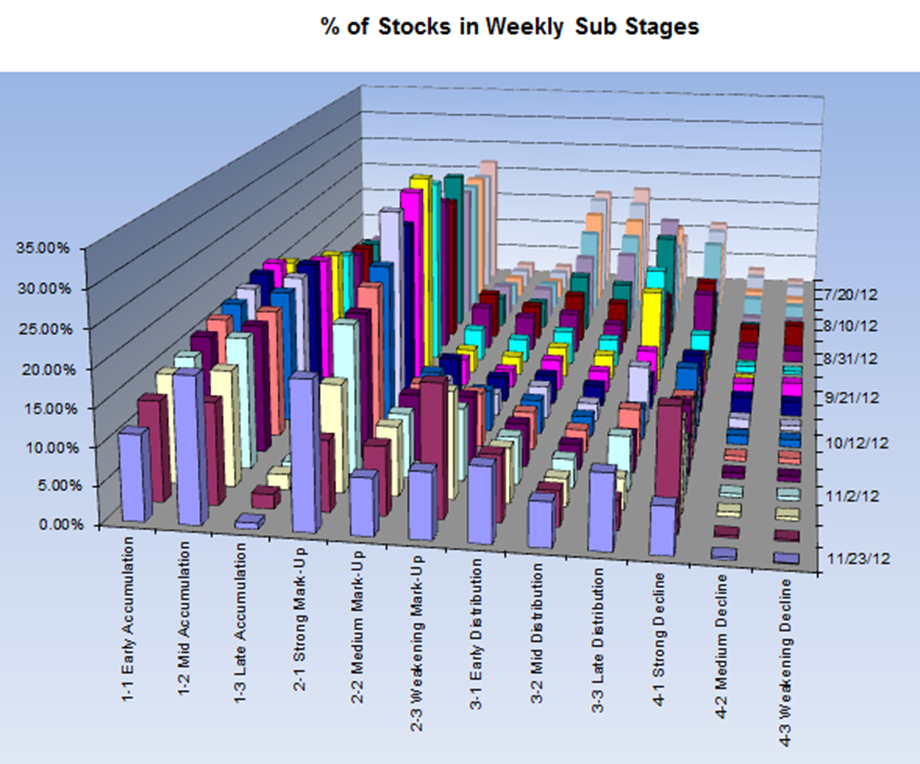 % of Stocks in Weekly Sub Stages
35.00%
30.00%
25.00%
20.00%
15.00%
10.00%
5.00%
0.00%
7/20/12
8/10/12
8/31/12
9/21/12
10/12/12
11/2/12
11/23/12
1-1 Early Accumulation
1-2 Mid Accumulation
1-3 Late Accumulation
2-1 Strong Mark-Up
2-2 Medium Mark-Up
2-3 Weakening Mark-Up
3-1 Early Distribution
3-2 Mid Distribution
3-3 Late Distribution
4-1 Strong Decline
4-2 Medium Decline
4-3 Weakening Decline